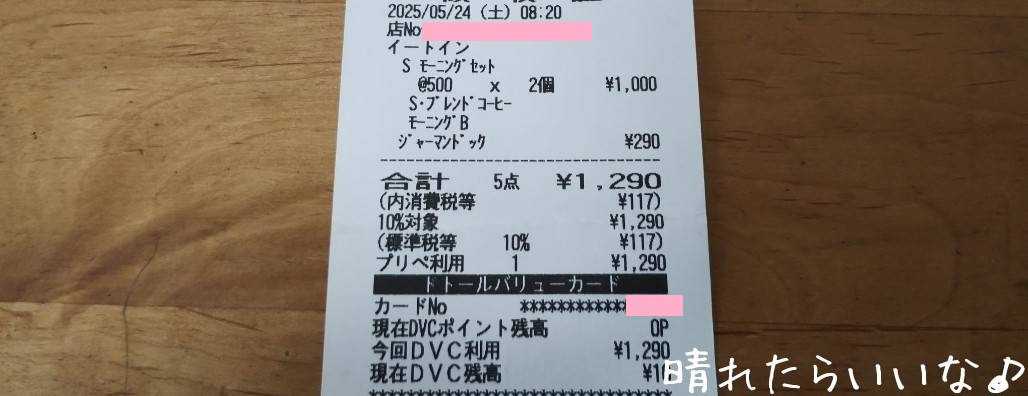 2025/05/24 (土) 08:20
店No
イートイン
S モーニングセット
@500 x 2個 ¥1,000
S・ブレンドコーヒー
モーニングB
ジャーマンドック ¥290
合計 5点 ¥1,290
(内消費税等 ¥117)
10%対象 ¥1,290
(標準税等 10% ¥117)
プリペ利用 1 ¥1,290
ドトールバリューカード
カードNo ************
現在DVCポイント残高 0P
今回DVC利用 ¥1,290
現在DVC残高
晴れたらいいな♪